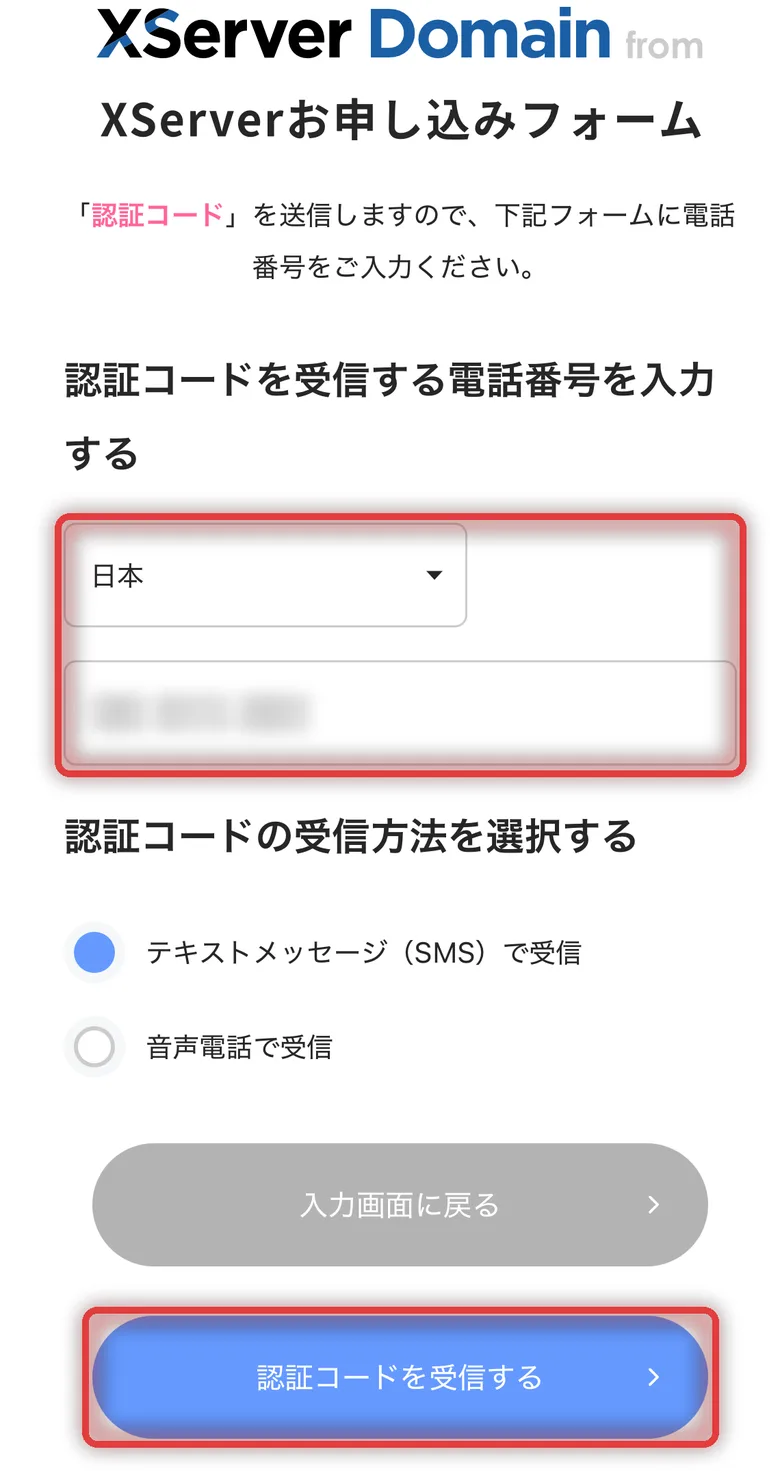 XServer Domain from
XServerお申し込みフォーム
「認証コード」を送信しますので、下記フォームに電話
番号をご入力ください。
認証コードを受信する電話番号を入力
する
日本
認証コードの受信方法を選択する
テキストメッセージ（SMS）で受信
音声電話で受信
入力画面に戻る
認証コードを受信する